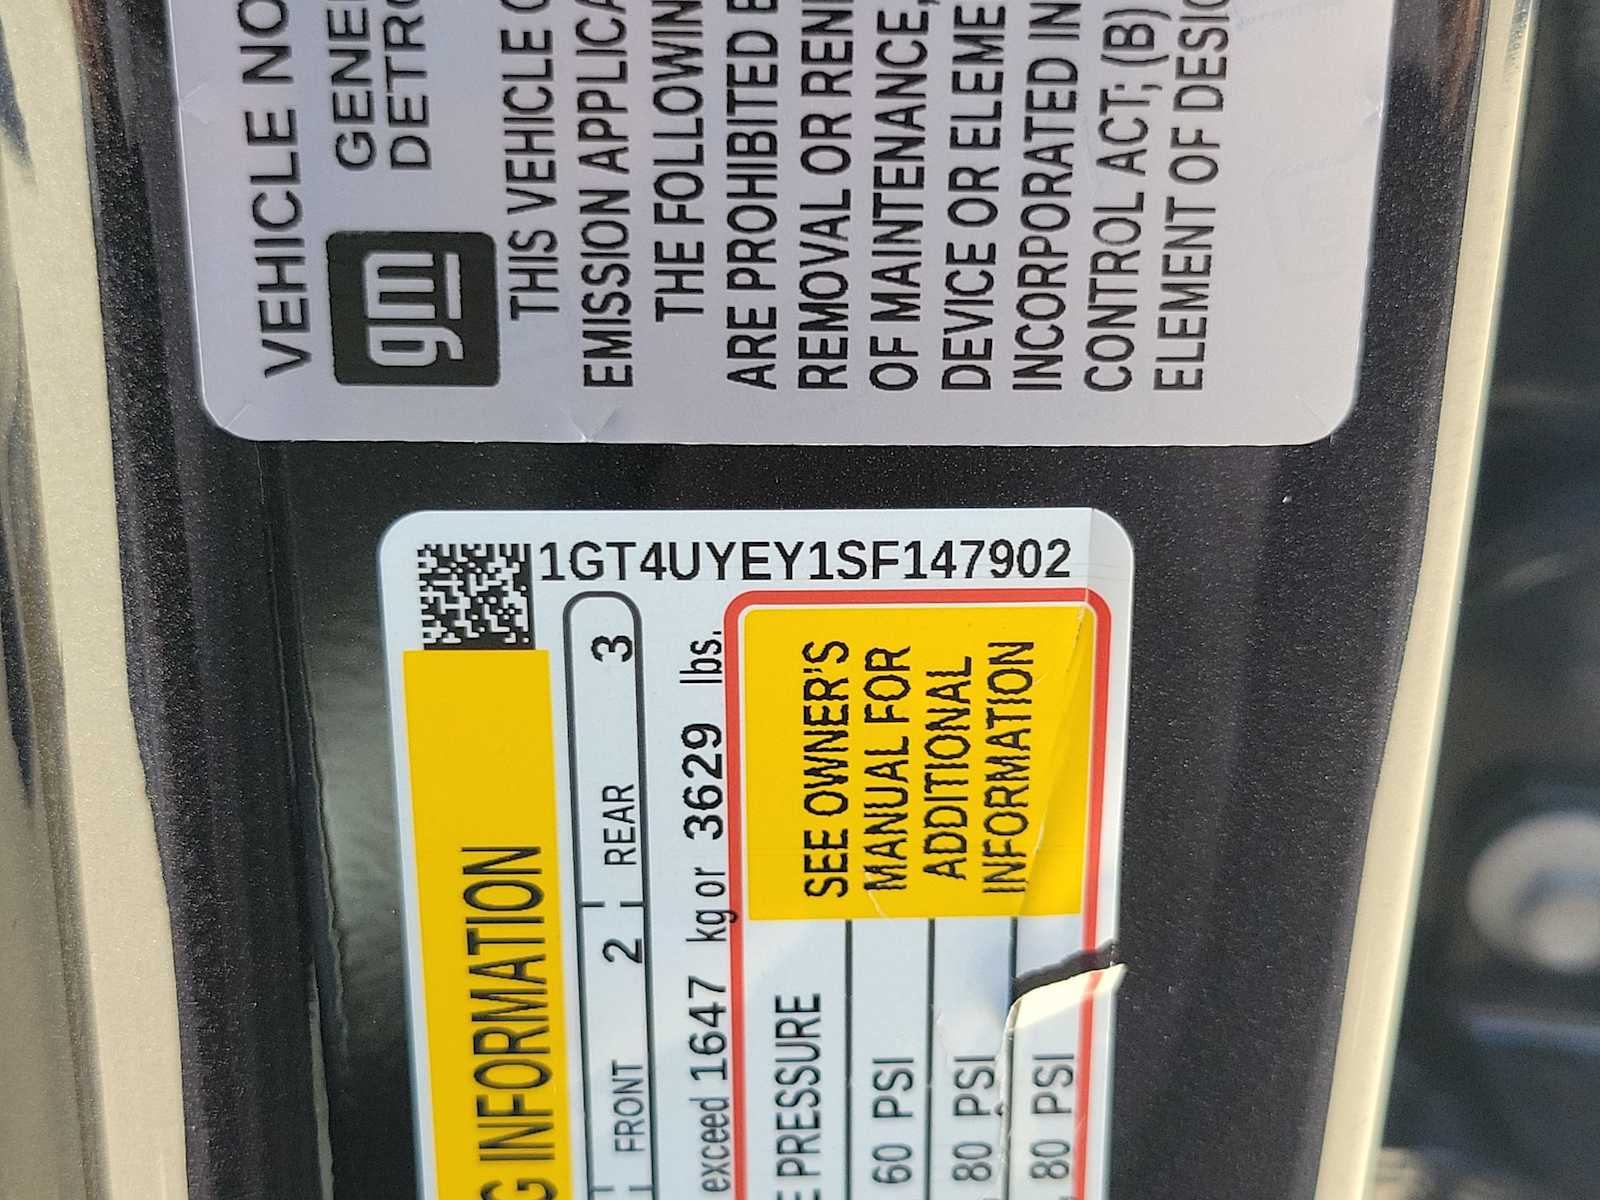 VEHICLE NO
gm
GENE
DETRO
THIS VEHICLE
EMISSION APPLICA
THE FOLLOWIN
ARE PROHIBITED
REMOVAL OR REN
OF MAINTENANCE,
DEVICE OR ELEME
INCORPORATED IN
CONTROL ACT; (B)
ELEMENT OF DESIG
1GT4UYEY1SF147902
G INFORMATION
FRONT 2 REAR 3
exceed 1647 kg or 3629 lbs.
E PRESSURE
60 PSI
80 PSI
80 PSI
SEE OWNER'S
MANUAL FOR
ADDITIONAL
INFORMATION